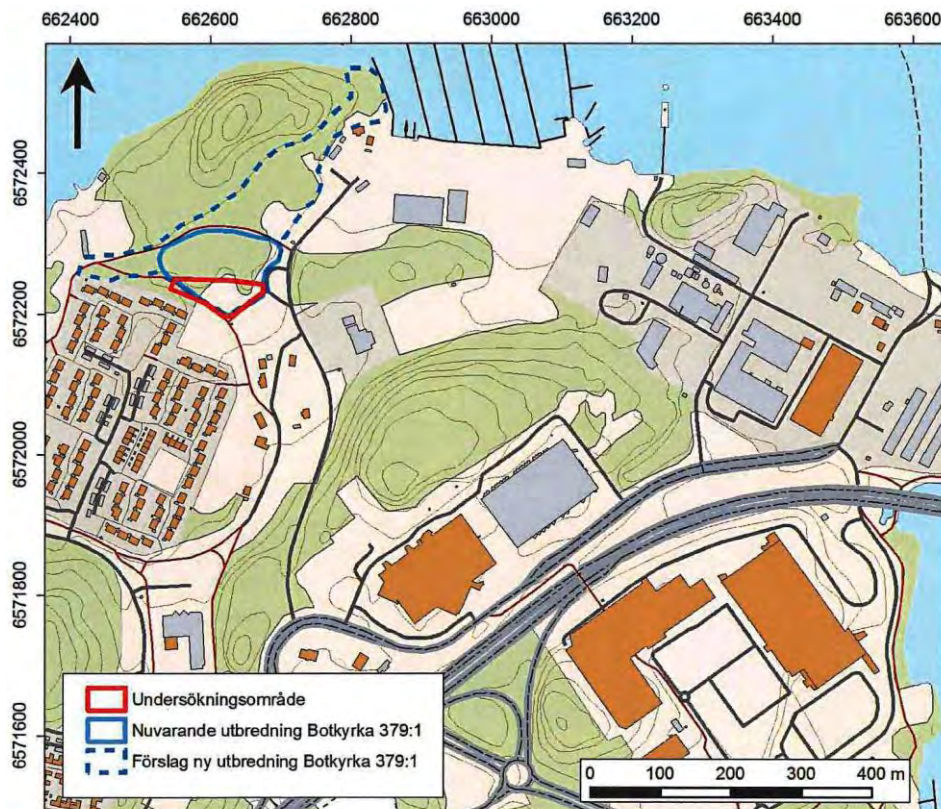 662400 662600 662800 663000 663200 663400 663600
6572400
6572200
6572000
6571800
6571600
Undersökningsområde
Nuvarande utbredning Botkyrka 379:1
Förslag ny utbredning Botkyrka 379:1
0 100 200 300 400 m